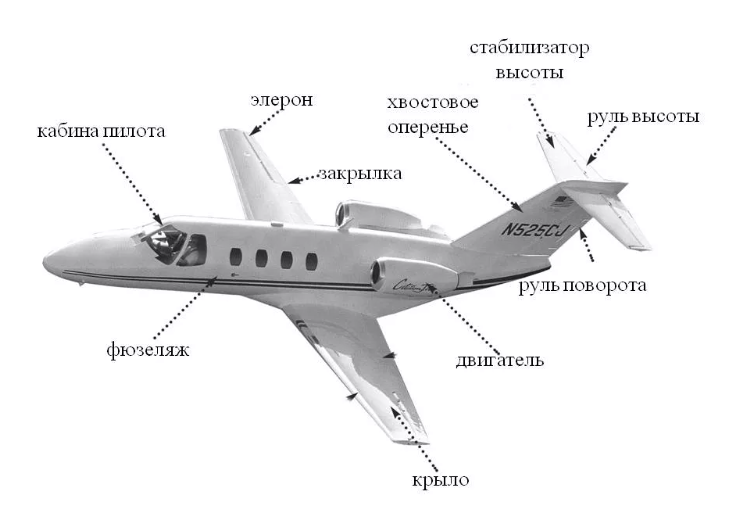 стабилизатор
высоты
элерон
хвостовое
оперенье
руль высоты
кабина пилота
закрылка
N525CJ
руль поворота
фюзеляж
двигатель
крыло